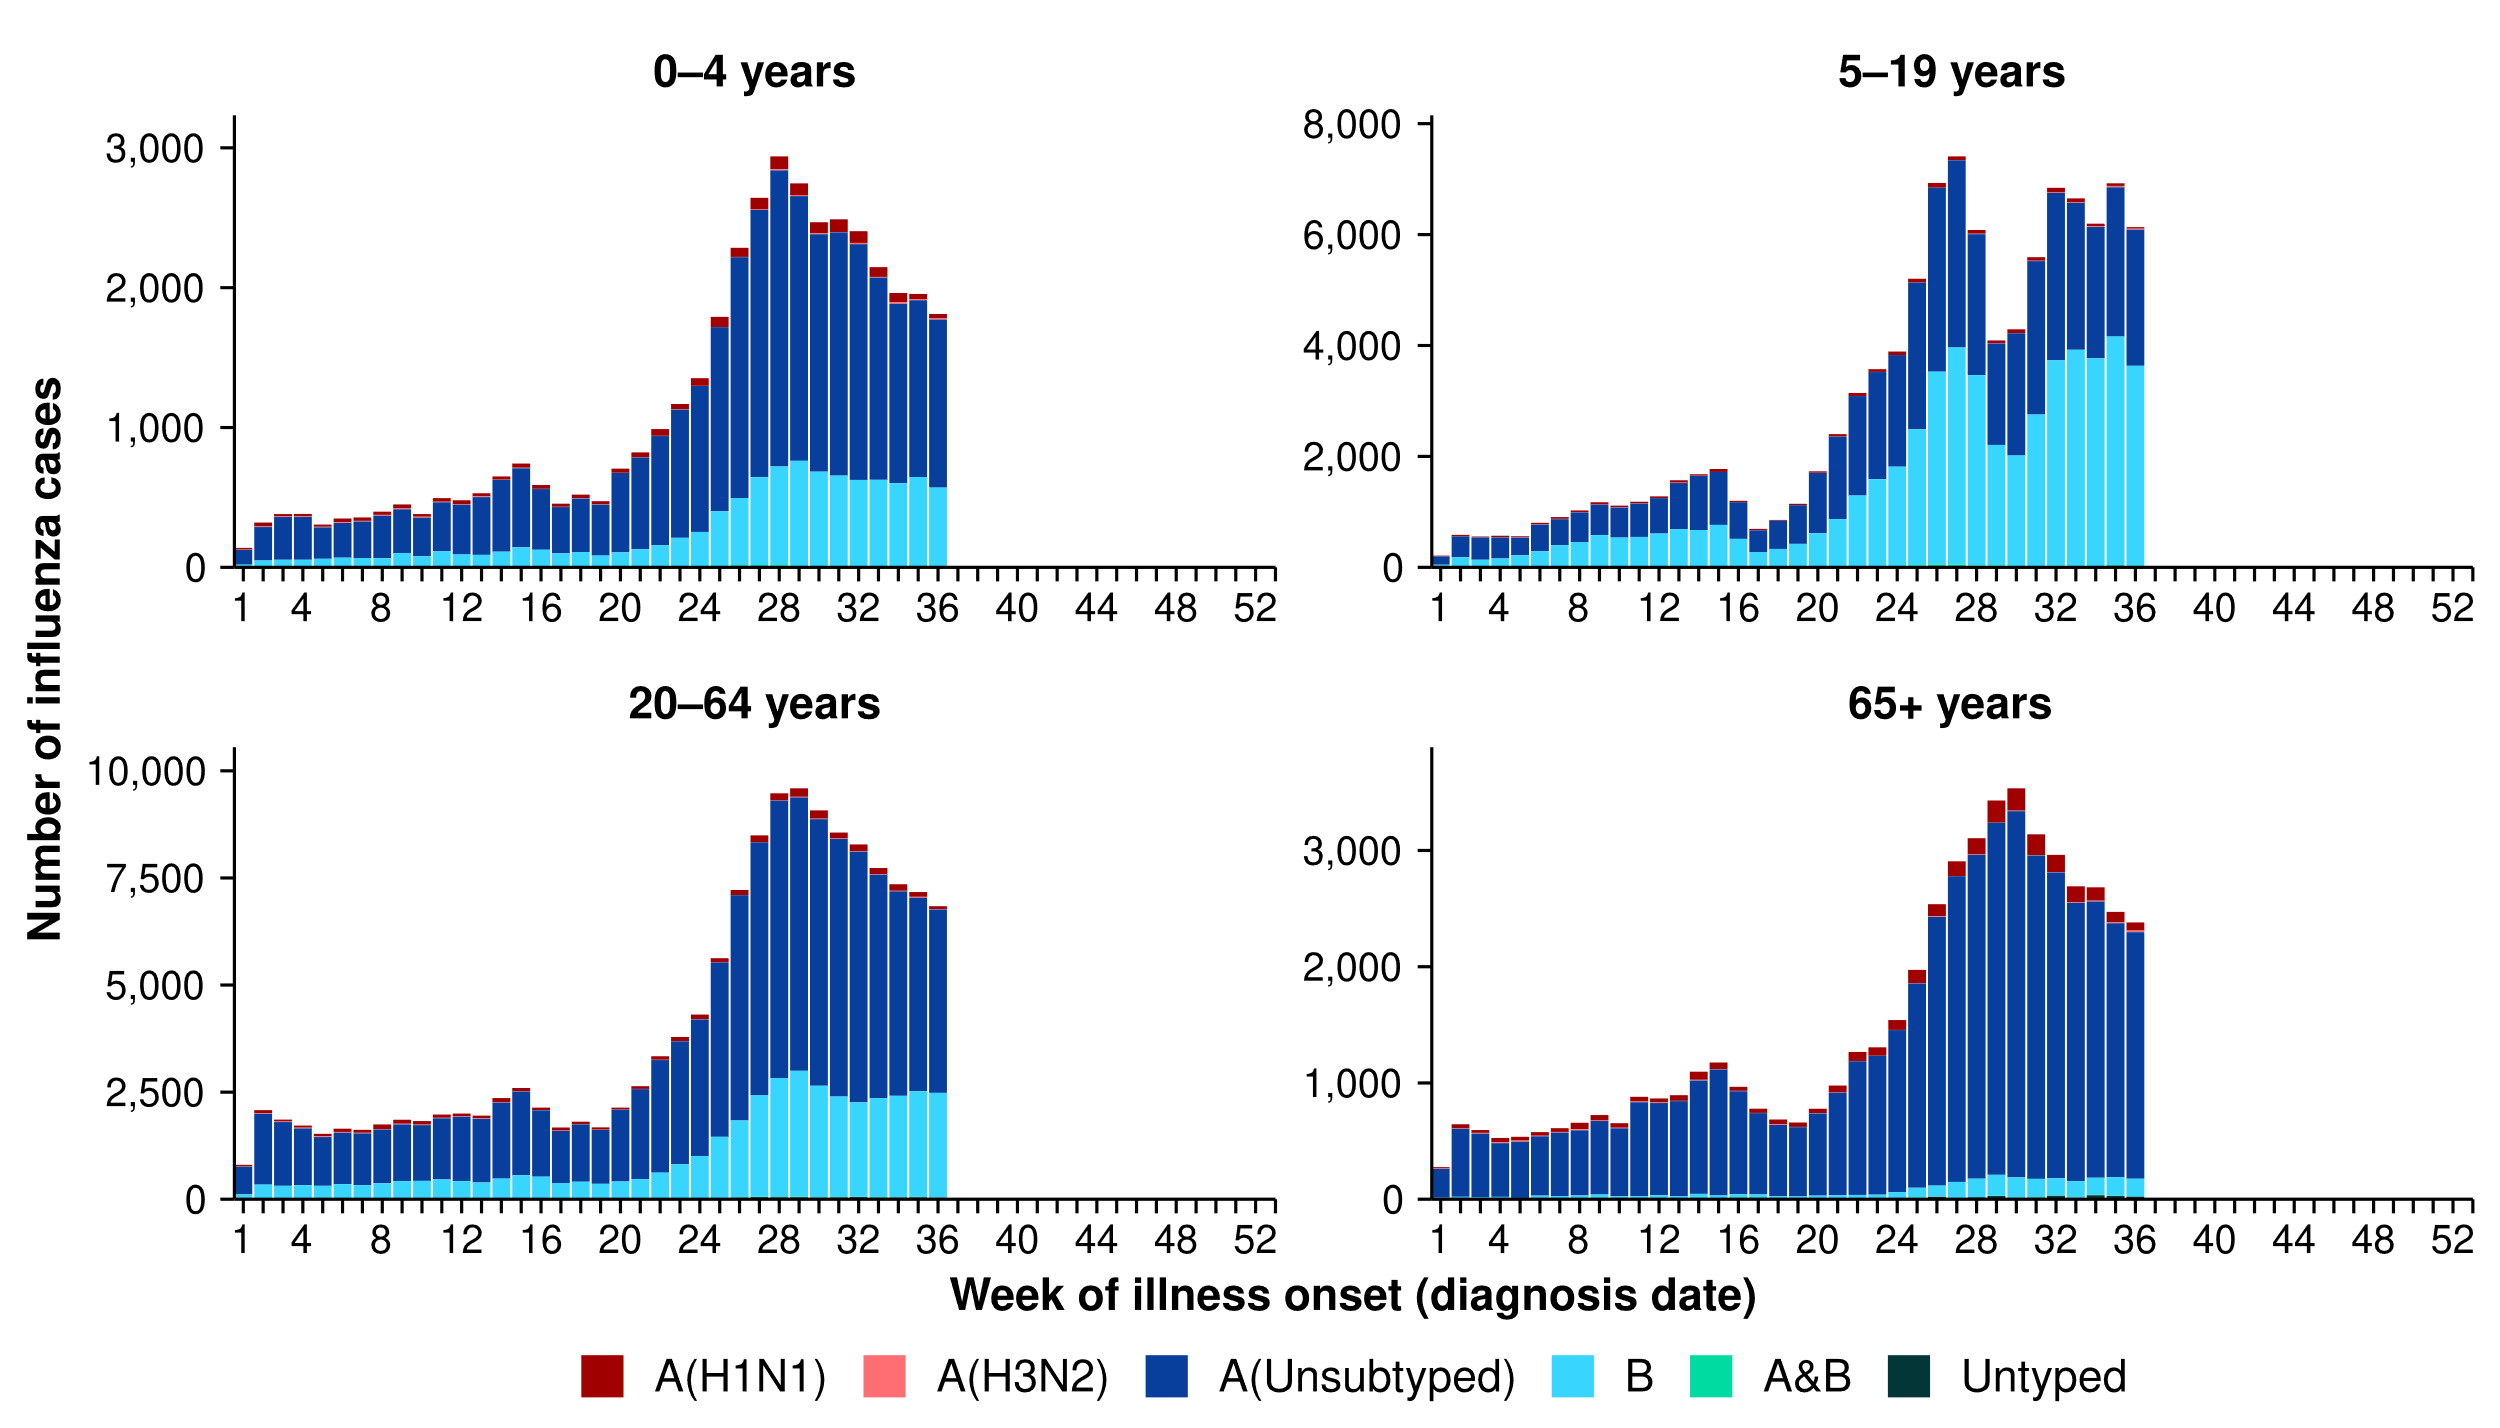 0–4 years
5–19 years
3,000
2,000
1,000
0
8,000
6,000
4,000
2,000
0
1 4 8 12 16 20 24 28 32 36 40 44 48 52
1 4 8 12 16 20 24 28 32 36 40 44 48 52
Number of influenza cases
20–64 years
65+ years
10,000
7,500
5,000
2,500
0
3,000
2,000
1,000
0
1 4 8 12 16 20 24 28 32 36 40 44 48 52
1 4 8 12 16 20 24 28 32 36 40 44 48 52
Week of illness onset (diagnosis date)
A(H1N1) A(H3N2) A(Unsubtyped) B A&B Untyped